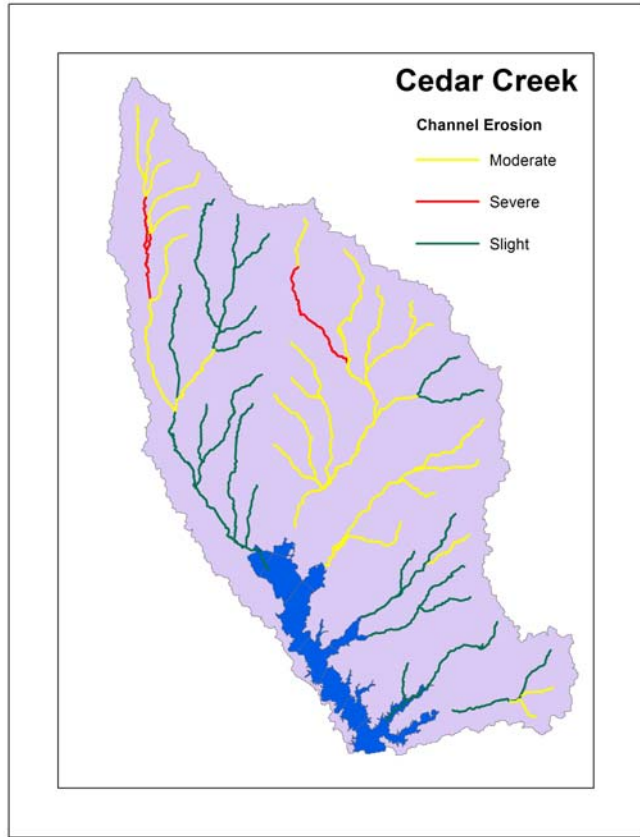 Cedar Creek
Channel Erosion
Moderate
Severe
Slight